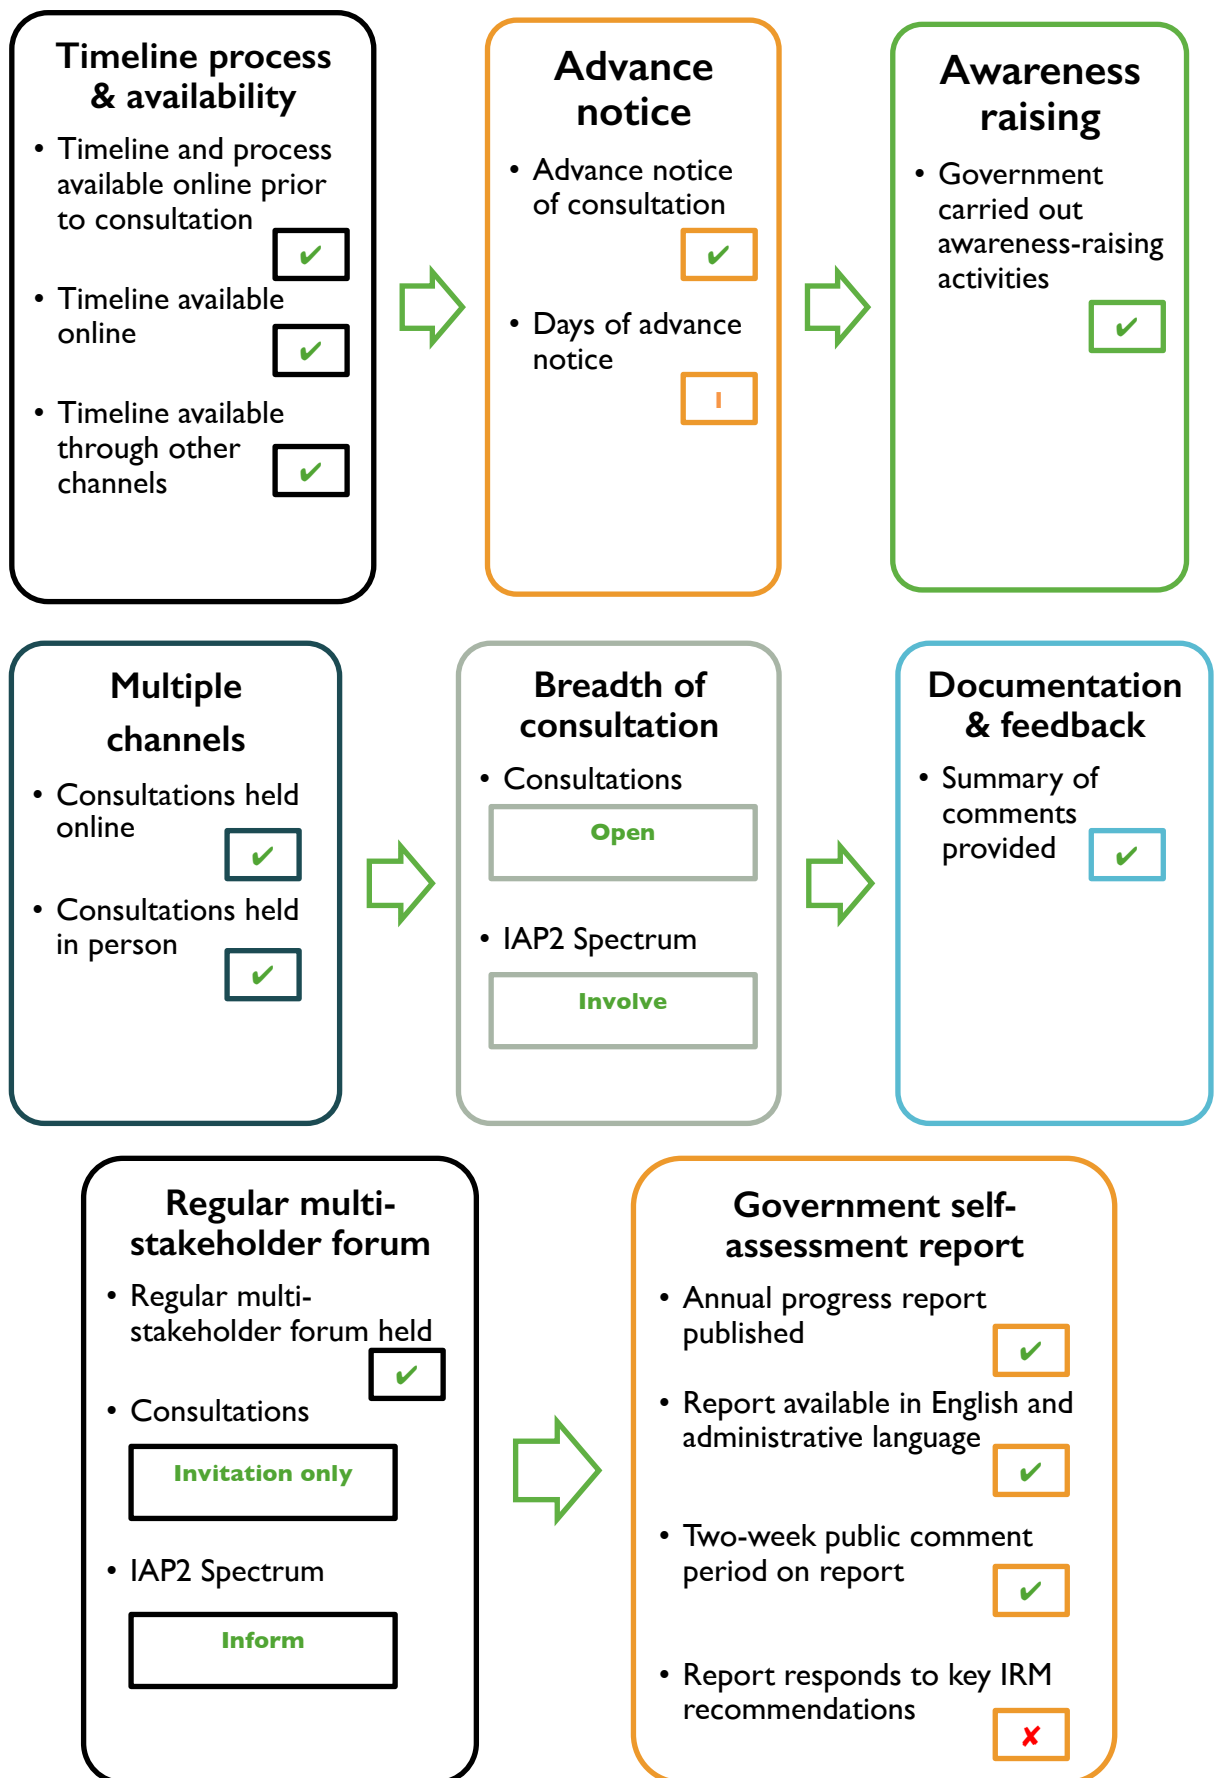 Timeline process
& availability
• Timeline and process
available online prior
to consultation
✔
• Timeline available
online
✔
• Timeline available
through other
channels
✔
Advance
notice
• Advance notice
of consultation
✔
• Days of advance
notice
1
Awareness
raising
• Government
carried out
awareness-raising
activities
✔
Multiple
channels
• Consultations held
online
✔
• Consultations held
in person
✔
Breadth of
consultation
• Consultations
Open
• IAP2 Spectrum
Involve
Documentation
& feedback
• Summary of
comments
provided
✔
Regular multi-
stakeholder forum
• Regular multi-
stakeholder forum held
✔
• Consultations
Invitation only
• IAP2 Spectrum
Inform
Government self-
assessment report
• Annual progress report
published
✔
• Report available in English and
administrative language
✔
• Two-week public comment
period on report
✔
• Report responds to key IRM
recommendations
✘